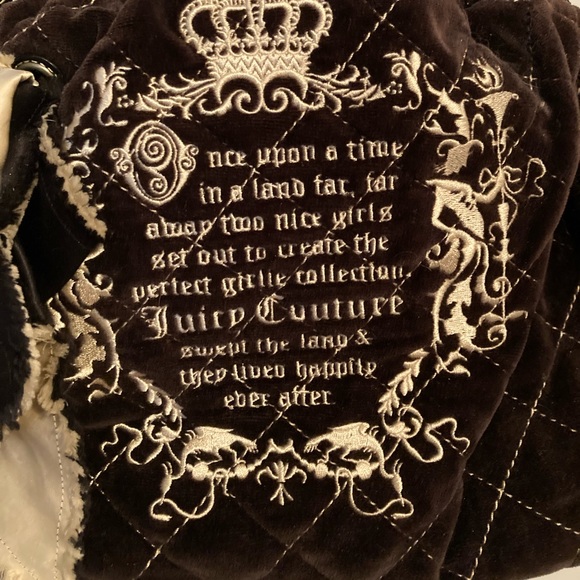 Once upon a time
in a land far, far
away two nice girls
set out to create the
perfect girlie collection.
Juicy Couture
swept the land &
they lived happily
ever after.